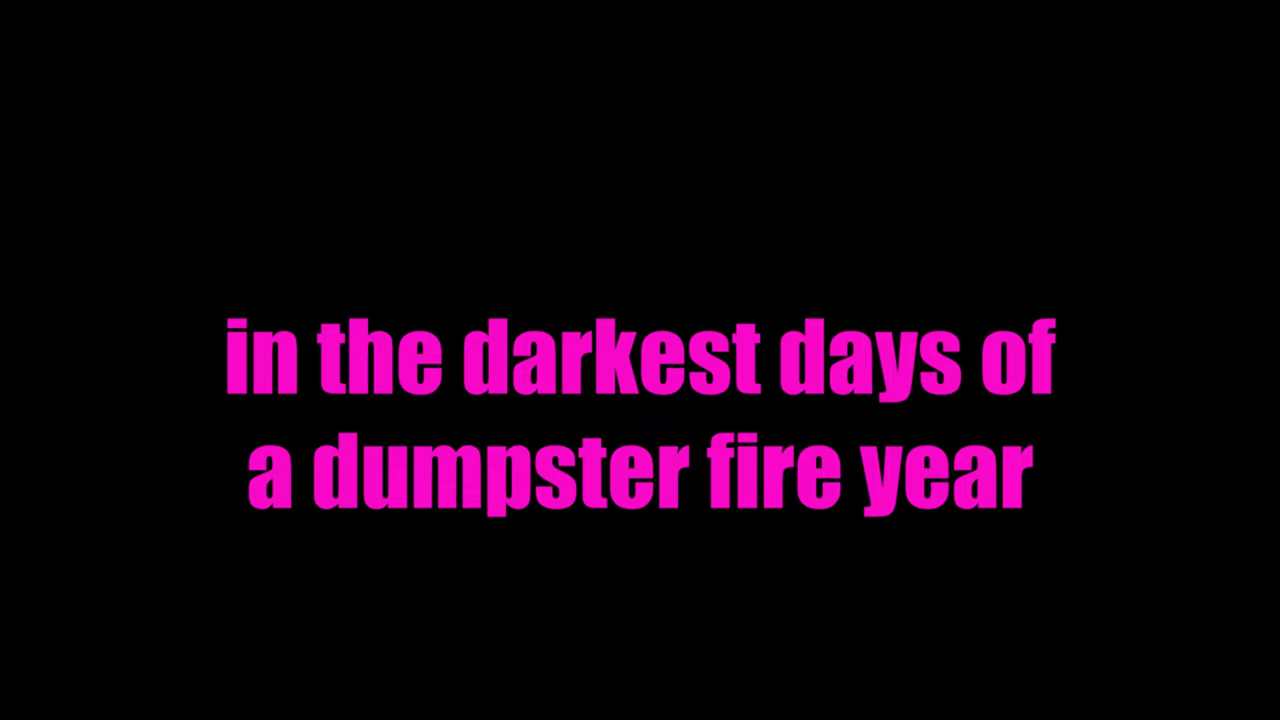 in the darkest days of
a dumpster fire year